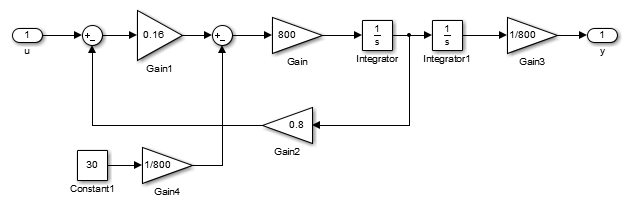 1
u
+
−
0.16
Gain1
+
−
800
Gain
1
s
Integrator
1
s
Integrator1
1/800
Gain3
1
y
0.8
Gain2
30
Constant1
1/800
Gain4